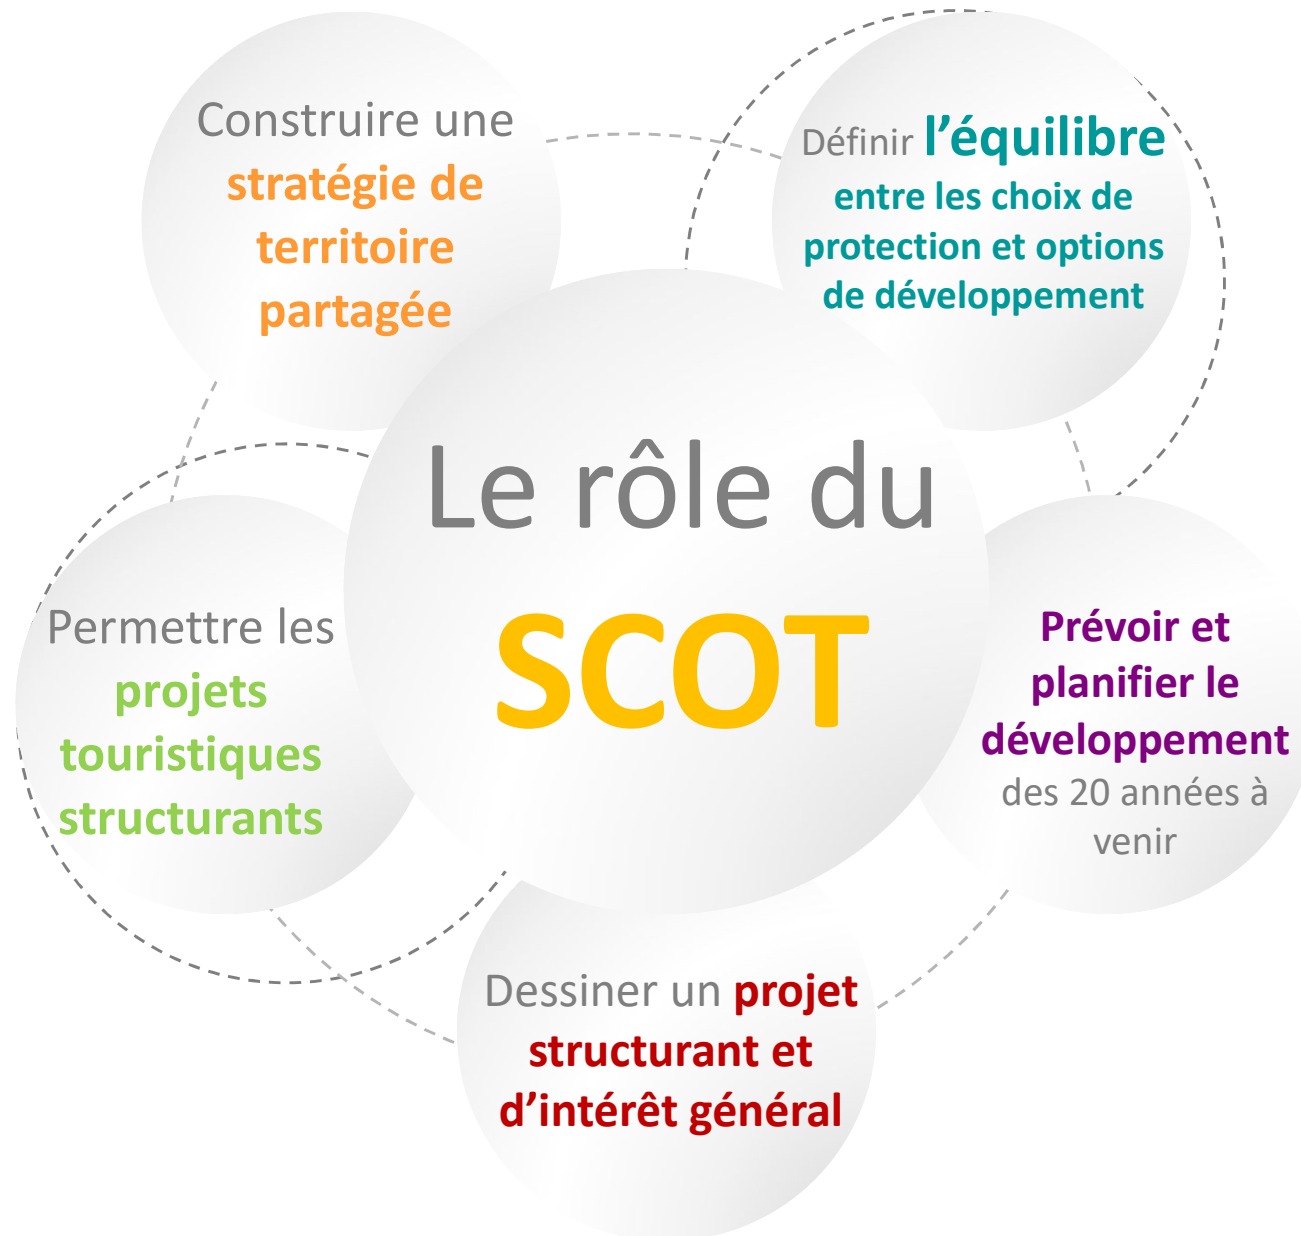 Construire une
stratégie de
territoire
partagée
Définir l’équilibre
entre les choix de
protection et options
de développement
Le rôle du
SCOT
Permettre les
projets
touristiques
structurants
Prévoir et
planifier le
développement
des 20 années à
venir
Dessiner un projet
structurant et
d’intérêt général